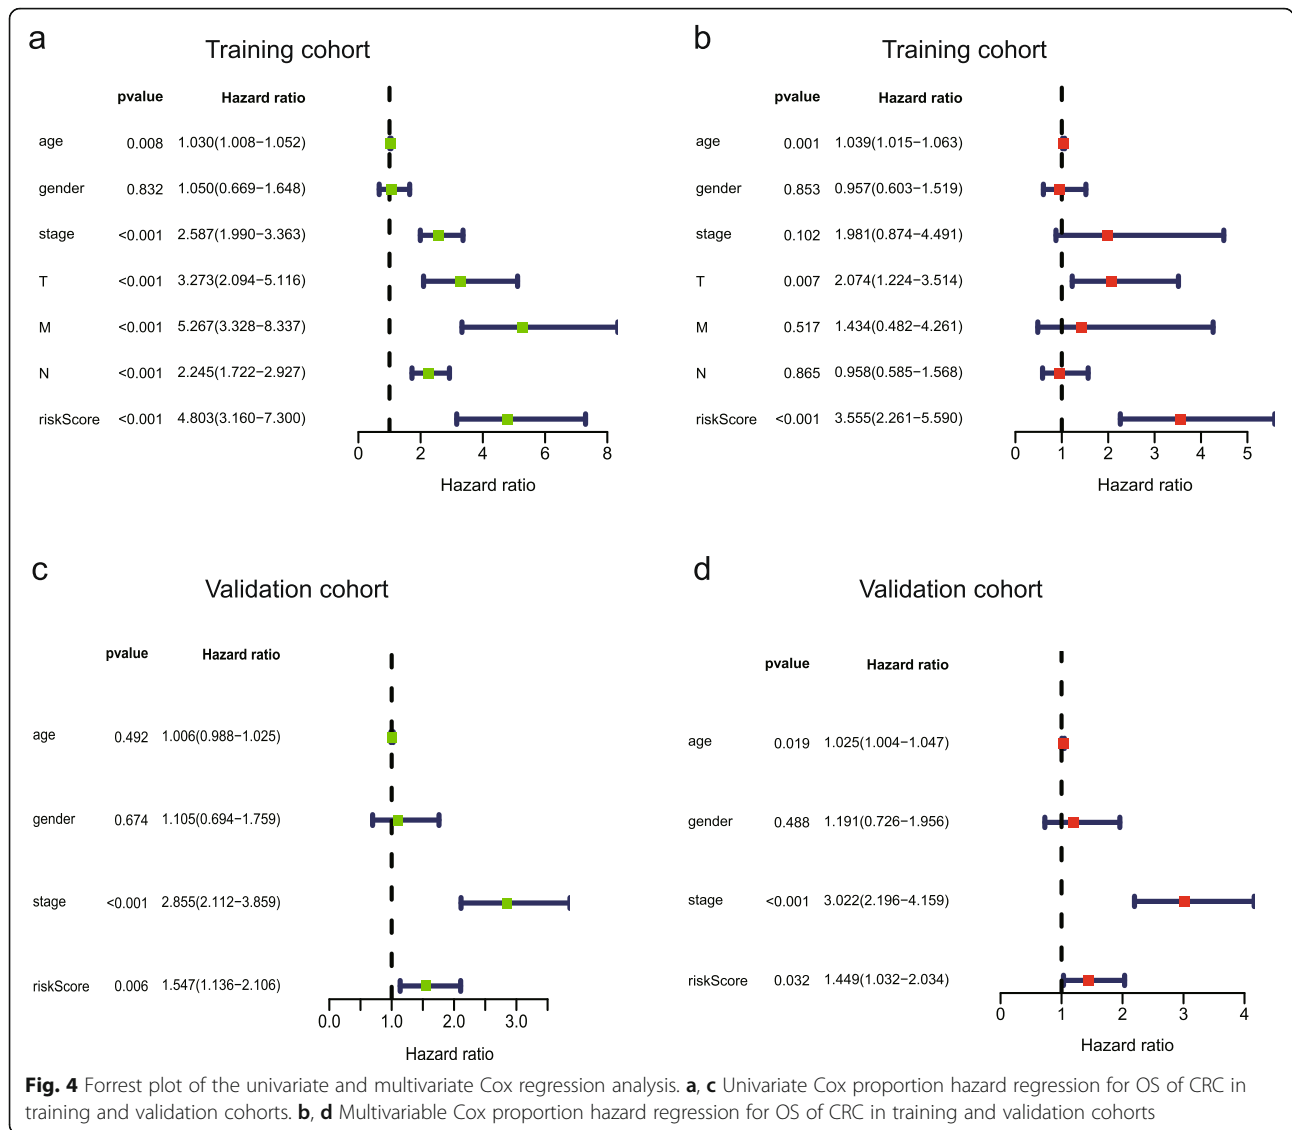 a
Training cohort
pvalue Hazard ratio
age 0.008 1.030(1.008−1.052)
gender 0.832 1.050(0.669−1.648)
stage <0.001 2.587(1.990−3.363)
T <0.001 3.273(2.094−5.116)
M <0.001 5.267(3.328−8.337)
N <0.001 2.245(1.722−2.927)
riskScore <0.001 4.803(3.160−7.300)
0 2 4 6 8
Hazard ratio
b
Training cohort
pvalue Hazard ratio
age 0.001 1.039(1.015−1.063)
gender 0.853 0.957(0.603−1.519)
stage 0.102 1.981(0.874−4.491)
T 0.007 2.074(1.224−3.514)
M 0.517 1.434(0.482−4.261)
N 0.865 0.958(0.585−1.568)
riskScore <0.001 3.555(2.261−5.590)
0 1 2 3 4 5
Hazard ratio
c
Validation cohort
pvalue Hazard ratio
age 0.492 1.006(0.988−1.025)
gender 0.674 1.105(0.694−1.759)
stage <0.001 2.855(2.112−3.859)
riskScore 0.006 1.547(1.136−2.106)
0.0 1.0 2.0 3.0
Hazard ratio
d
Validation cohort
pvalue Hazard ratio
age 0.019 1.025(1.004−1.047)
gender 0.488 1.191(0.726−1.956)
stage <0.001 3.022(2.196−4.159)
riskScore 0.032 1.449(1.032−2.034)
0 1 2 3 4
Hazard ratio
Fig. 4 Forrest plot of the univariate and multivariate Cox regression analysis. a, c Univariate Cox proportion hazard regression for OS of CRC in
training and validation cohorts. b, d Multivariable Cox proportion hazard regression for OS of CRC in training and validation cohorts